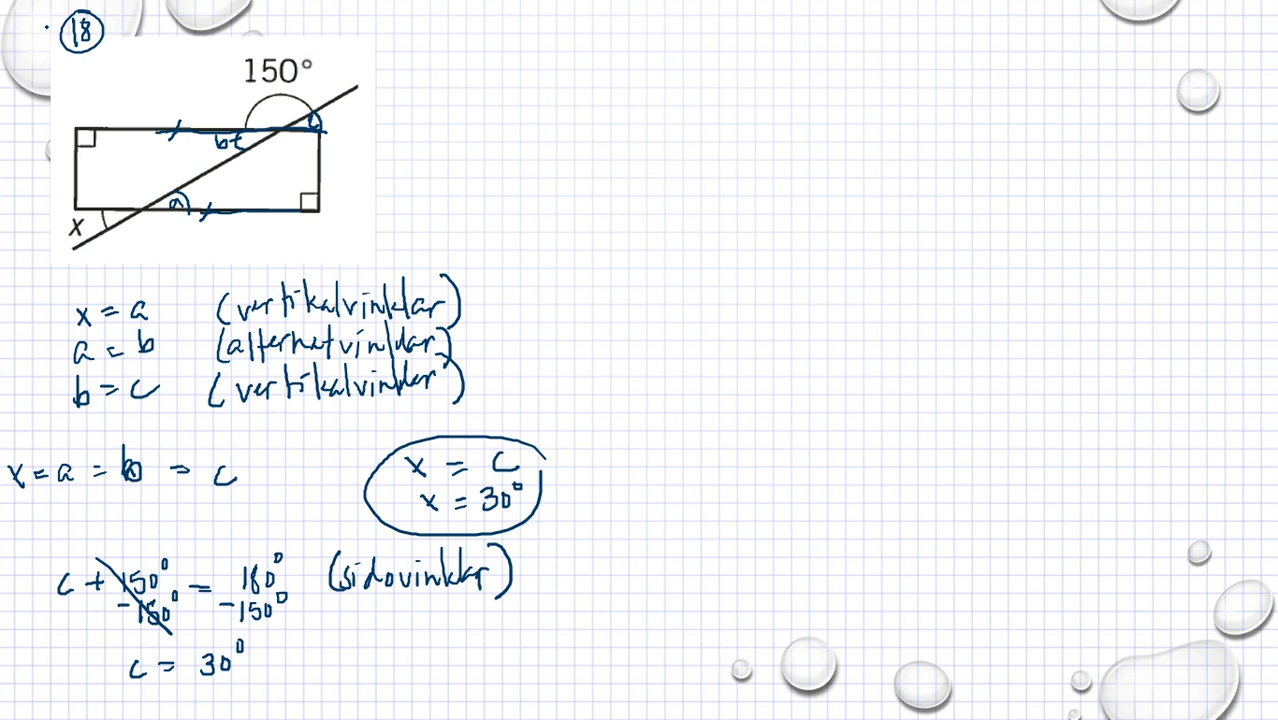 18
150°
b
b
a
x
x = a (vertikalvinklar)
a = b (alternatvinklar)
b = c (vertikalvinklar)
x = a = b = c
x = c
x = 30°
c + 150° = 180° (sidovinklar)
-150° -150°
c = 30°